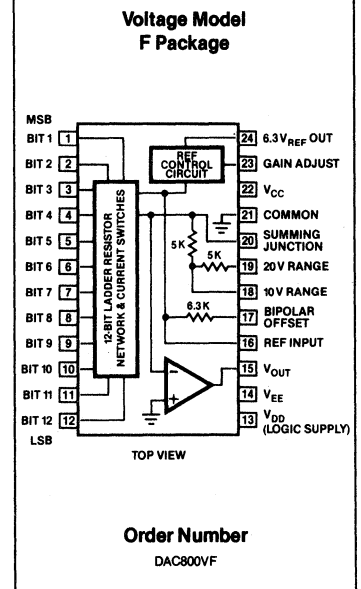 Voltage Model
F Package
MSB
BIT 1 1
BIT 2 2
BIT 3 3
BIT 4 4
BIT 5 5
BIT 6 6
BIT 7 7
BIT 8 8
BIT 9 9
BIT 10 10
BIT 11 11
BIT 12 12
LSB
12-BIT LADDER RESISTOR
NETWORK & CURRENT SWITCHES
REF
CONTROL
CIRCUIT
5K
5K
6.3K
−
+
24 6.3VREF OUT
23 GAIN ADJUST
22 VCC
21 COMMON
20 SUMMING
JUNCTION
19 20V RANGE
18 10V RANGE
17 BIPOLAR
OFFSET
16 REF INPUT
15 VOUT
14 VEE
13 VDD
(LOGIC SUPPLY)
TOP VIEW
Order Number
DAC800VF